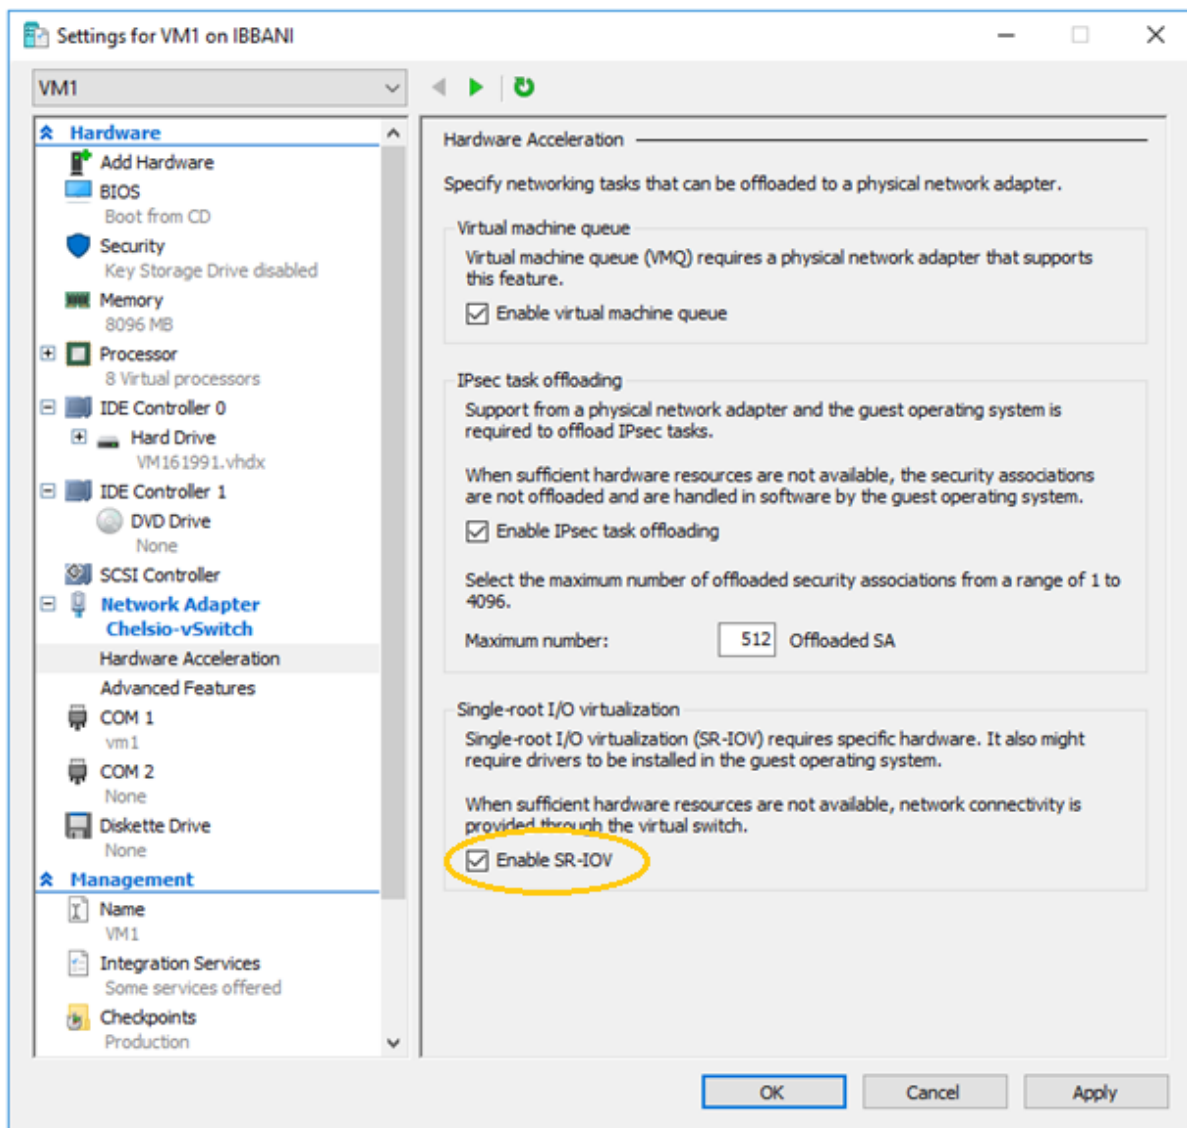 Settings for VM1 on IBBANI
VM1
Hardware
Add Hardware
BIOS
Boot from CD
Security
Key Storage Drive disabled
Memory
8096 MB
Processor
8 Virtual processors
IDE Controller 0
Hard Drive
VM161991.vhdx
IDE Controller 1
DVD Drive
None
SCSI Controller
Network Adapter
Chelsio-vSwitch
Hardware Acceleration
Advanced Features
COM 1
vm1
COM 2
None
Diskette Drive
None
Management
Name
VM1
Integration Services
Some services offered
Checkpoints
Production
Hardware Acceleration
Specify networking tasks that can be offloaded to a physical network adapter.
Virtual machine queue
Virtual machine queue (VMQ) requires a physical network adapter that supports
this feature.
Enable virtual machine queue
IPsec task offloading
Support from a physical network adapter and the guest operating system is
required to offload IPsec tasks.
When sufficient hardware resources are not available, the security associations
are not offloaded and are handled in software by the guest operating system.
Enable IPsec task offloading
Select the maximum number of offloaded security associations from a range of 1 to
4096.
Maximum number: 512 Offloaded SA
Single-root I/O virtualization
Single-root I/O virtualization (SR-IOV) requires specific hardware. It also might
require drivers to be installed in the guest operating system.
When sufficient hardware resources are not available, network connectivity is
provided through the virtual switch.
Enable SR-IOV
OK Cancel Apply